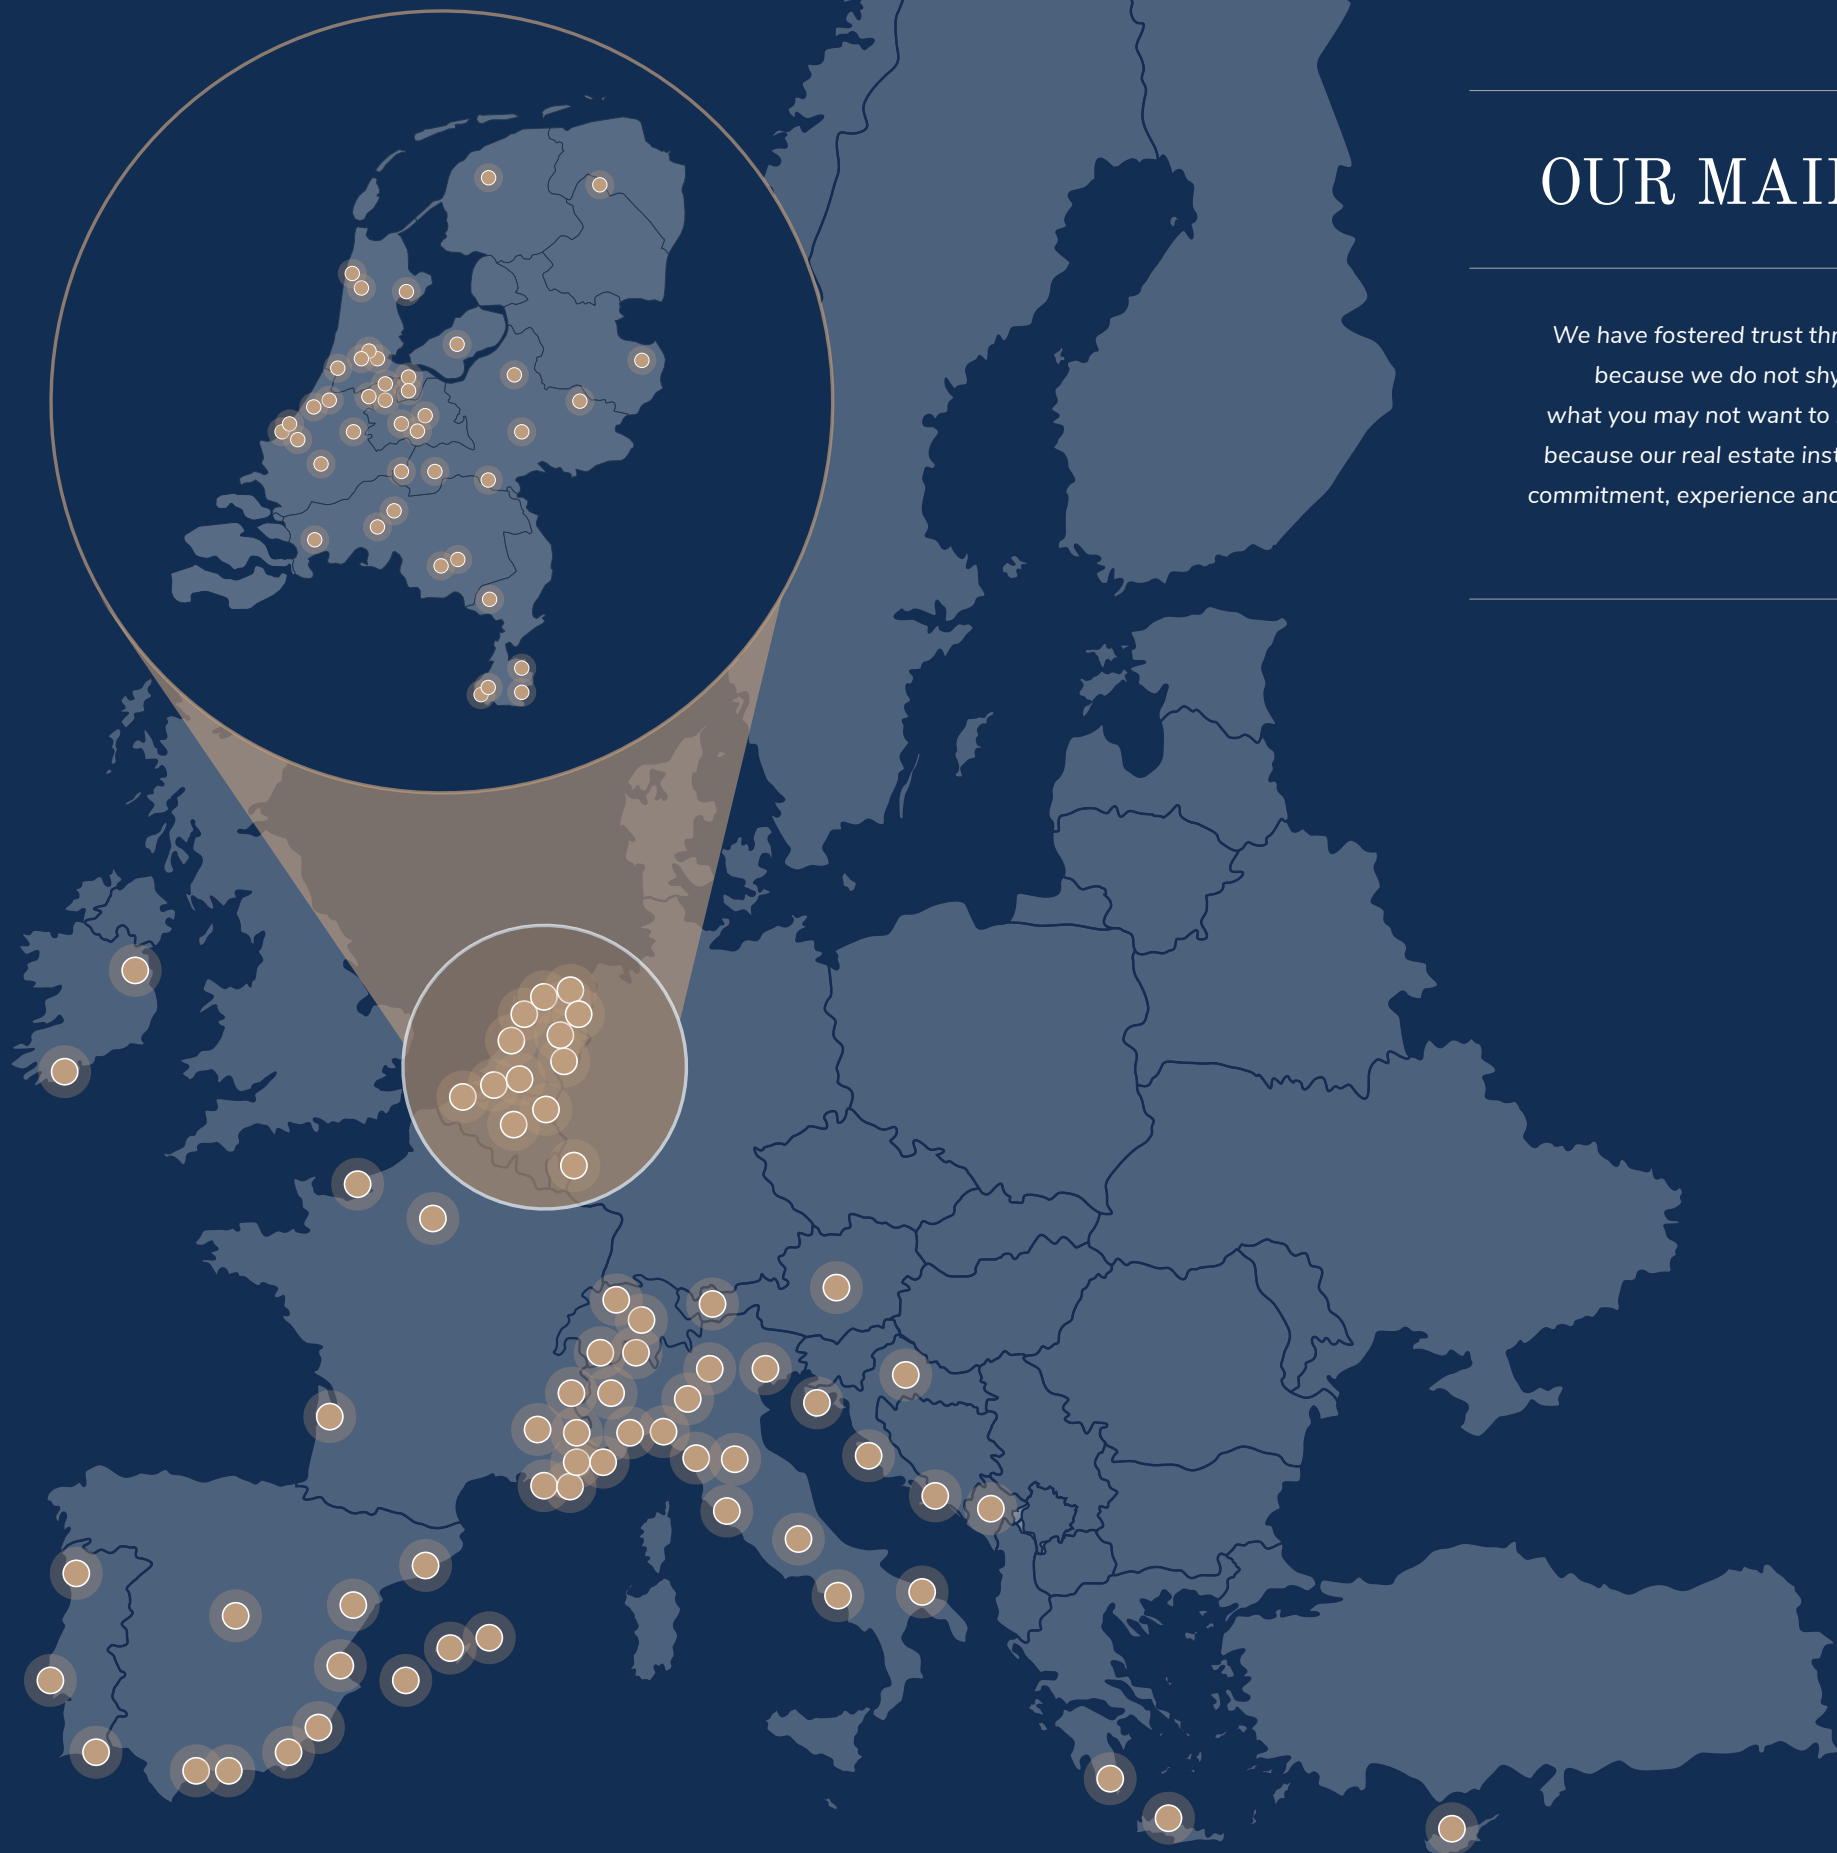 OUR MAI
We have fostered trust thr
because we do not shy
what you may not want to
because our real estate inst
commitment, experience and